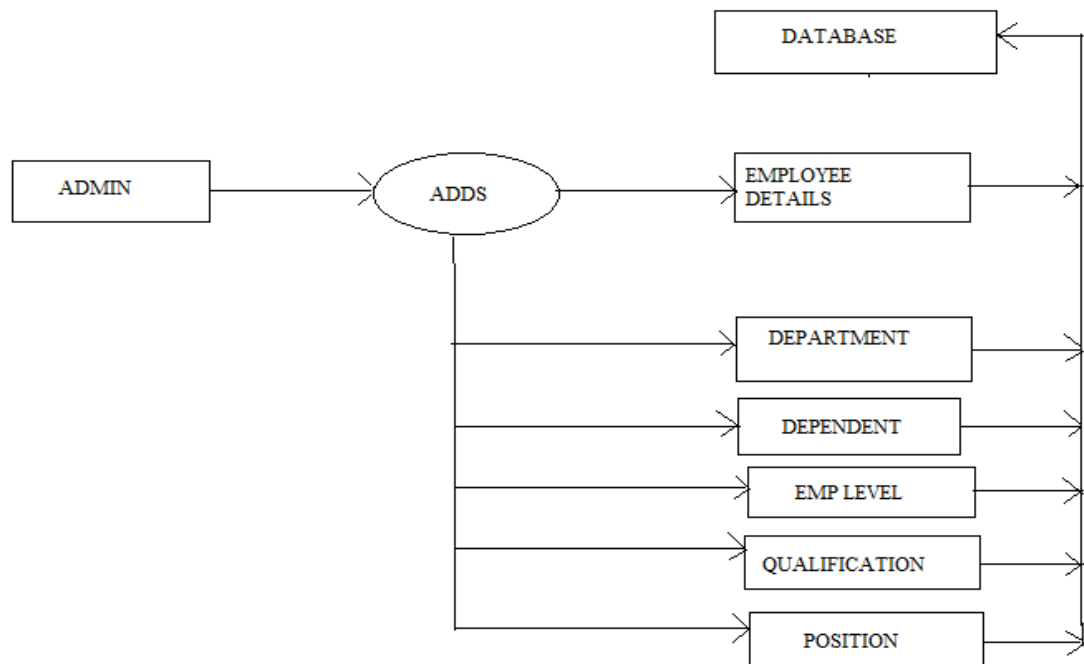 DATABASE
ADMIN
ADDS
EMPLOYEE
DETAILS
DEPARTMENT
DEPENDENT
EMP LEVEL
QUALIFICATION
POSITION